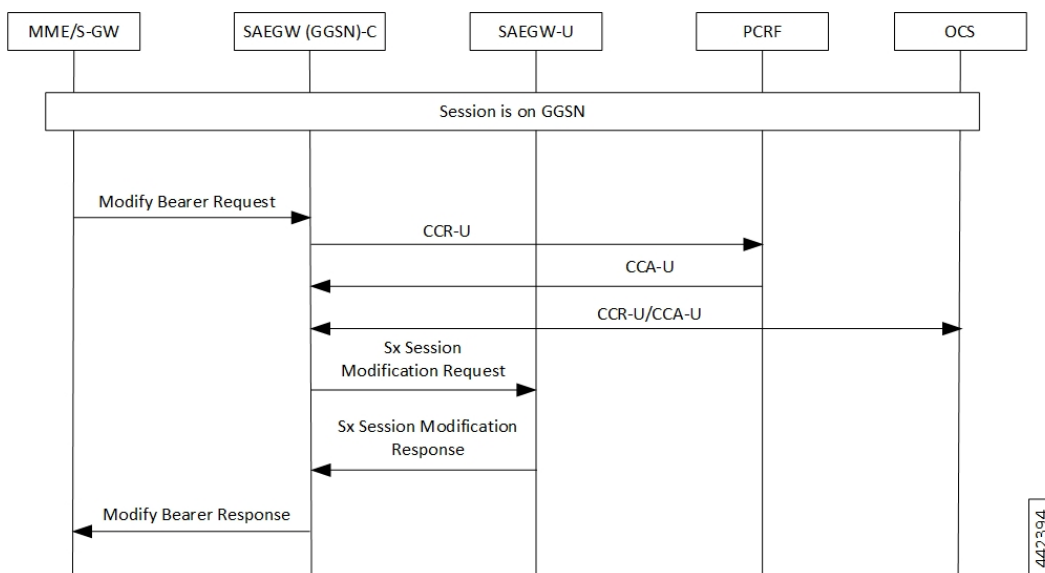 MME/S-GW
SAEGW (GGSN)-C
SAEGW-U
PCRF
OCS
Session is on GGSN
Modify Bearer Request
CCR-U
CCA-U
CCR-U/CCA-U
Sx Session
Modification Request
Sx Session Modification
Response
Modify Bearer Response
442394